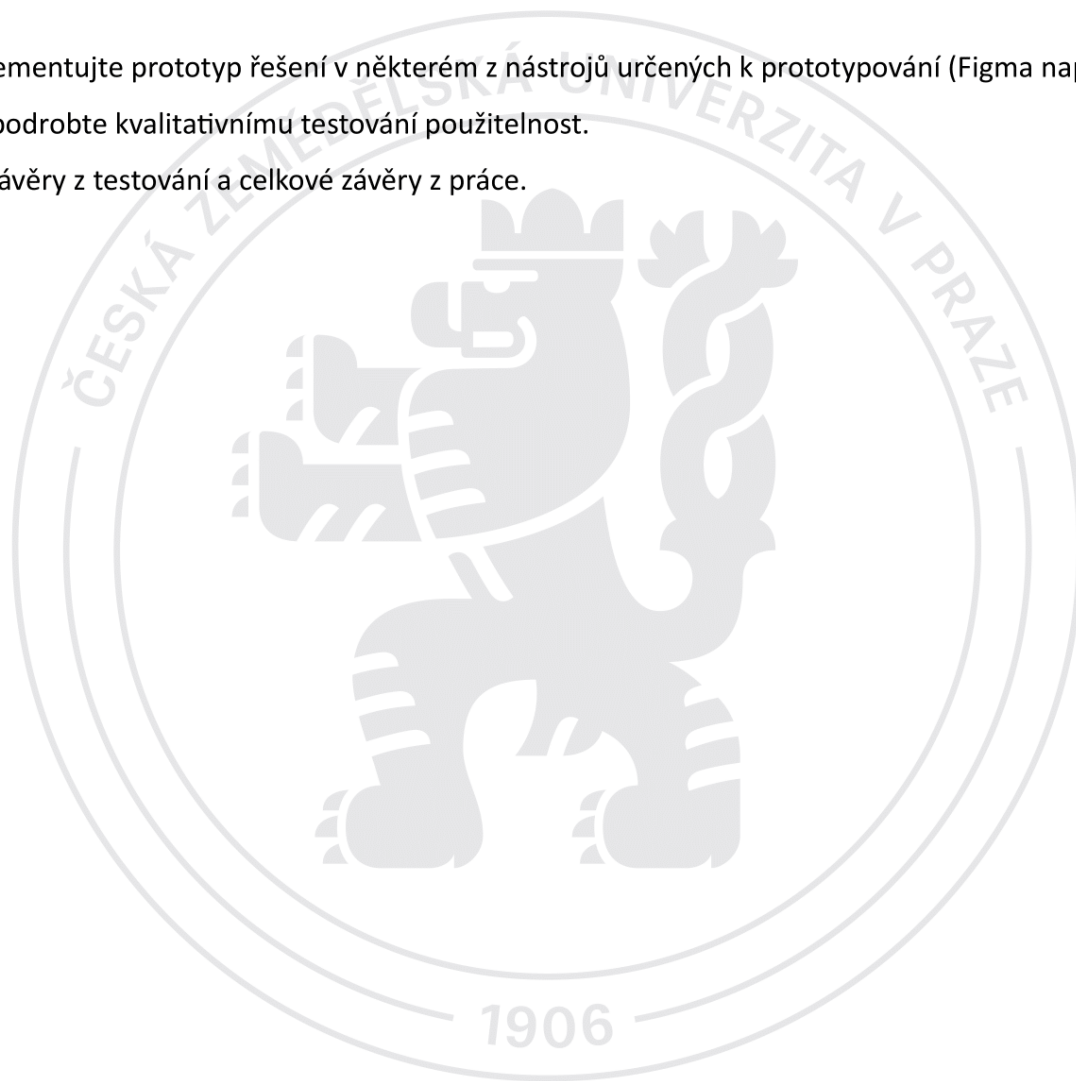 ementujte prototyp řešení v některém z nástrojů určených k prototypování (Figma nap
podrobte kvalitativnímu testování použitelnost.
ávěry z testování a celkové závěry z práce.
ČESKÁ ZEMĚDĚLSKÁ UNIVERZITA V PRAZE
1906